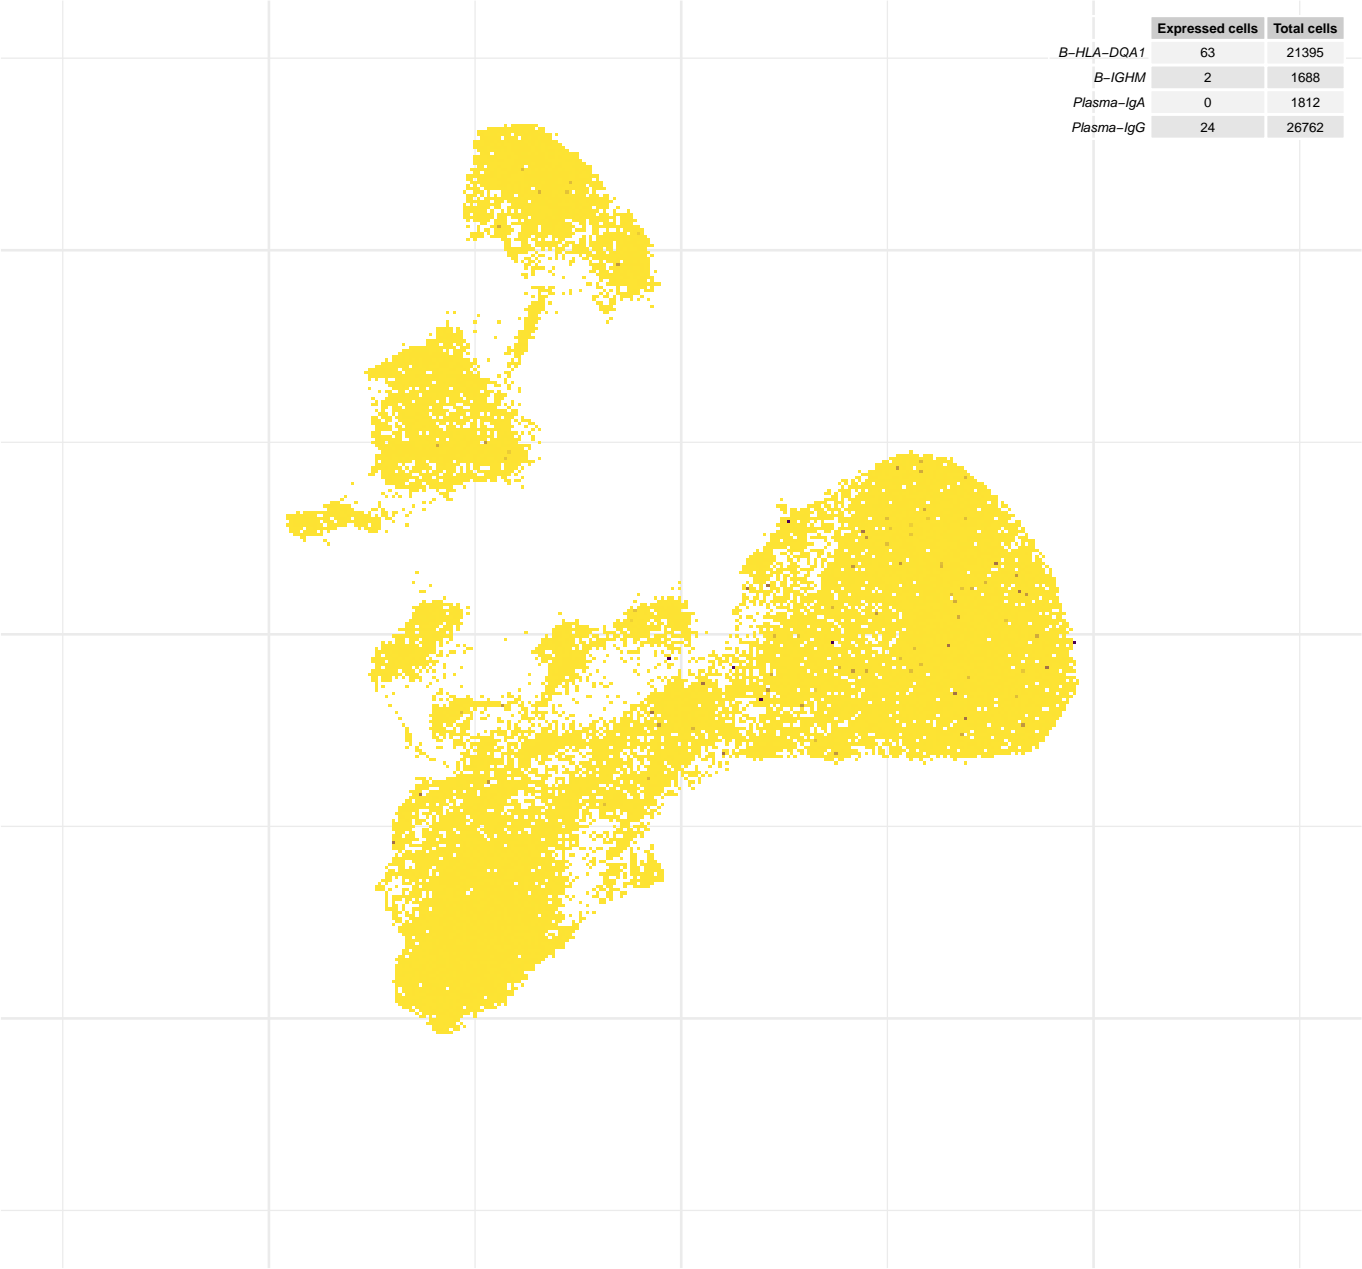 Expressed cells Total cells
B−HLA−DQA1 63 21395
B−IGHM 2 1688
Plasma−IgA 0 1812
Plasma−IgG 24 26762